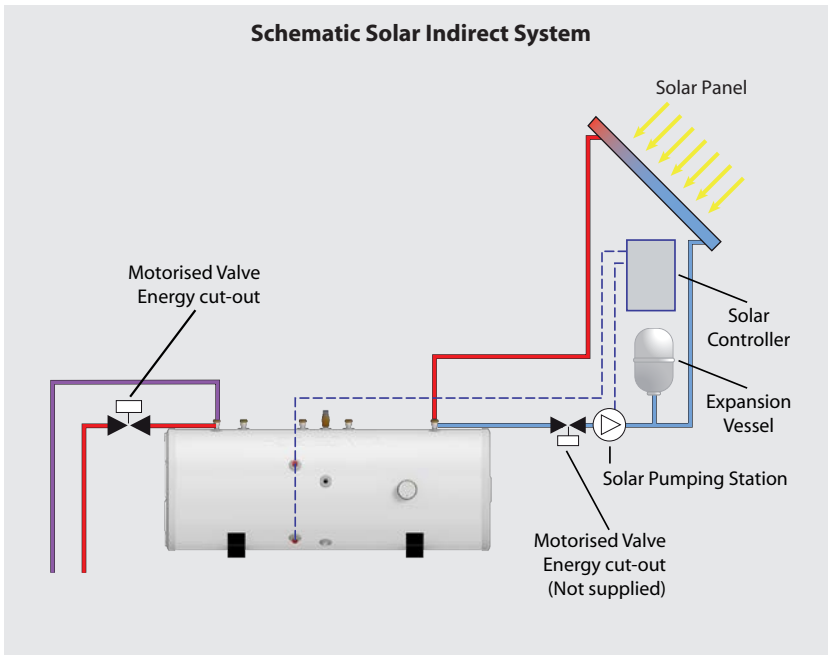 Schematic Solar Indirect System
Solar Panel
Motorised Valve
Energy cut-out
Solar
Controller
Expansion
Vessel
Solar Pumping Station
Motorised Valve
Energy cut-out
(Not supplied)